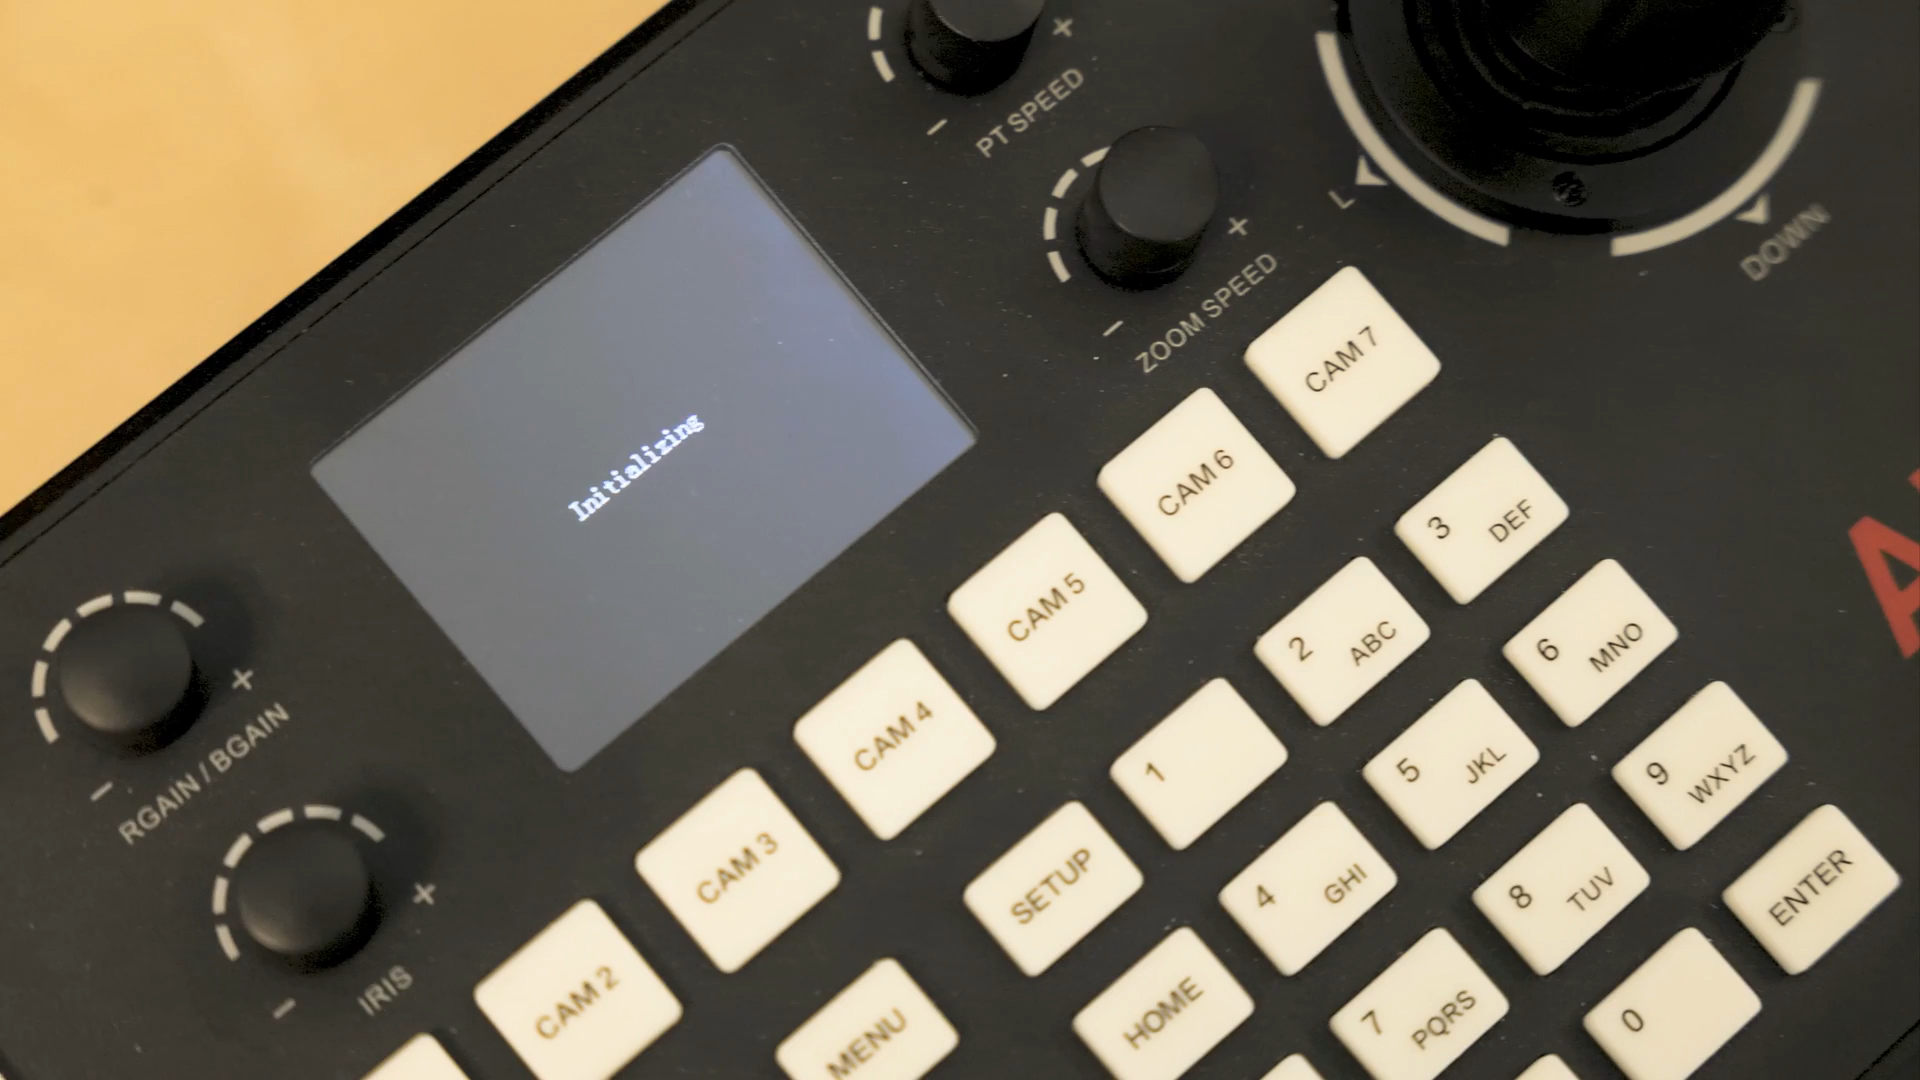 PT SPEED
ZOOM SPEED
L
DOWN
Initializing
RGAIN / BGAIN
IRIS
CAM 7
CAM 6
CAM 5
CAM 4
CAM 3
CAM 2
3 DEF
2 ABC
1
SETUP
MENU
6 MNO
5 JKL
4 GHI
HOME
9 WXYZ
8 TUV
7 PQRS
ENTER
0
A